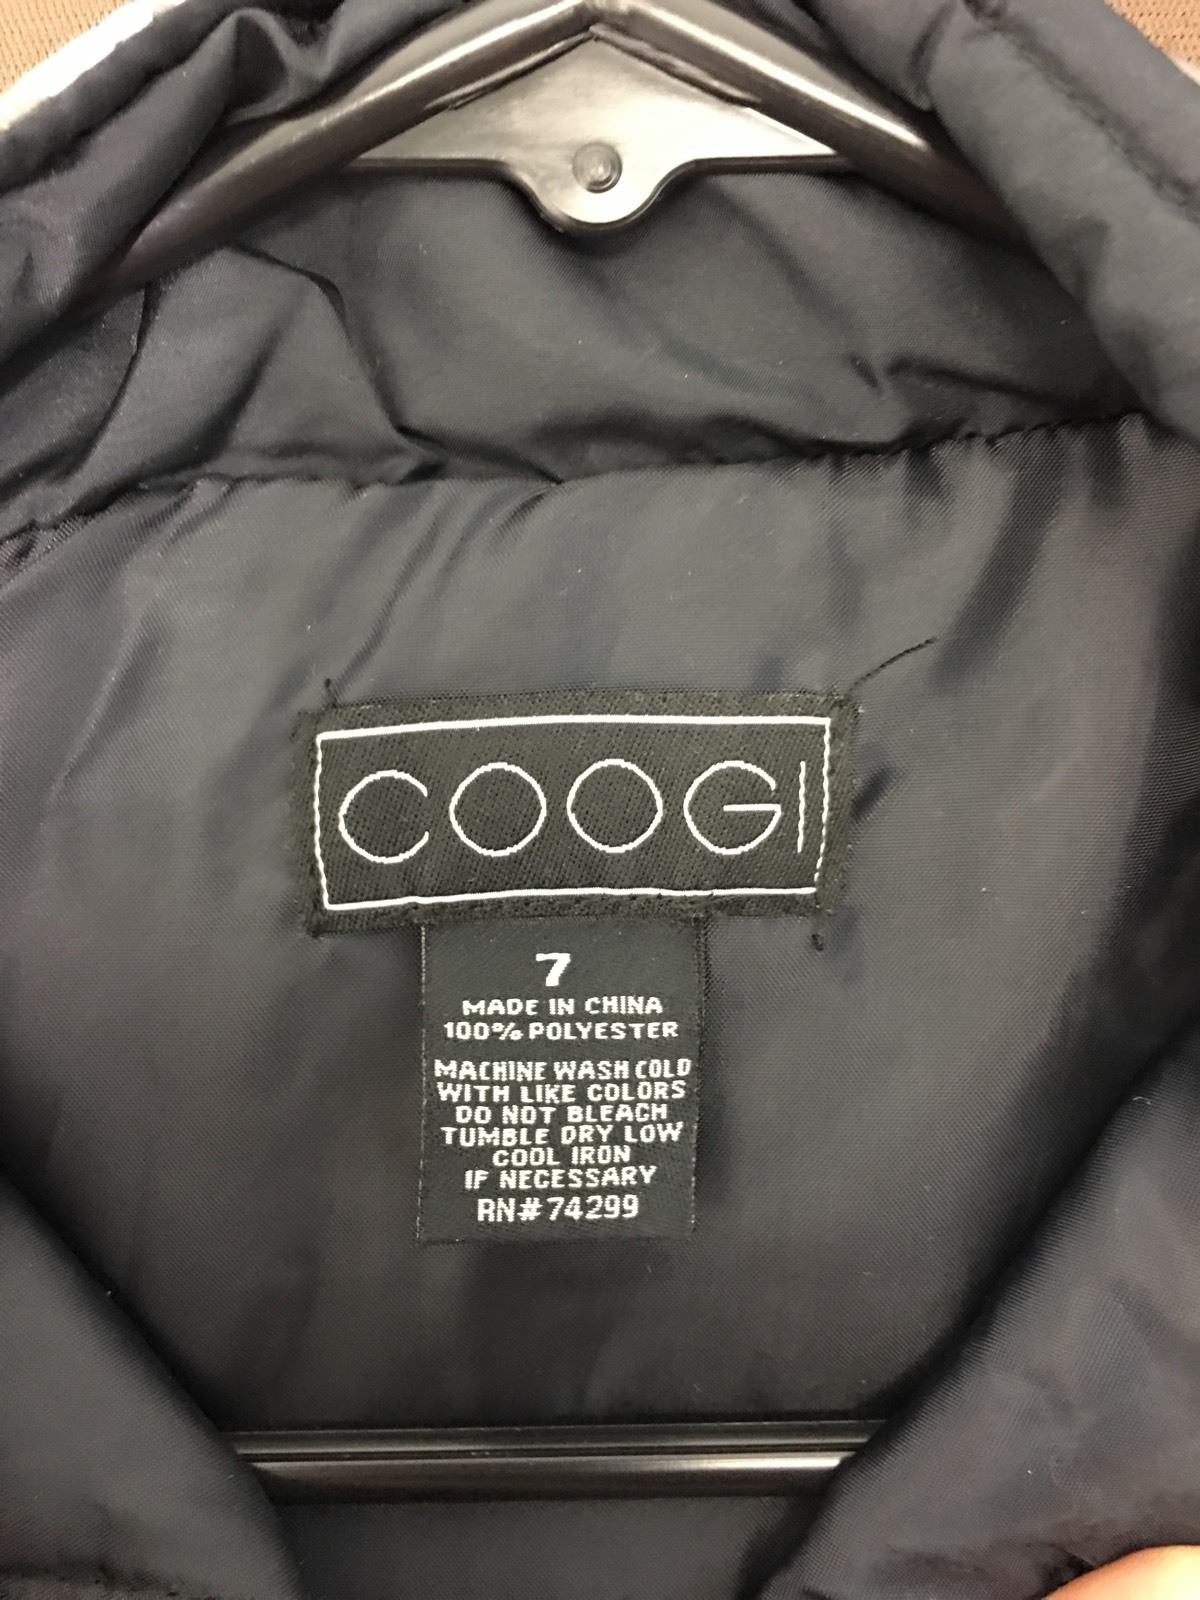 COOGI
7
MADE IN CHINA
100% POLYESTER
MACHINE WASH COLD
WITH LIKE COLORS
DO NOT BLEACH
TUMBLE DRY LOW
COOL IRON
IF NECESSARY
RN#74299